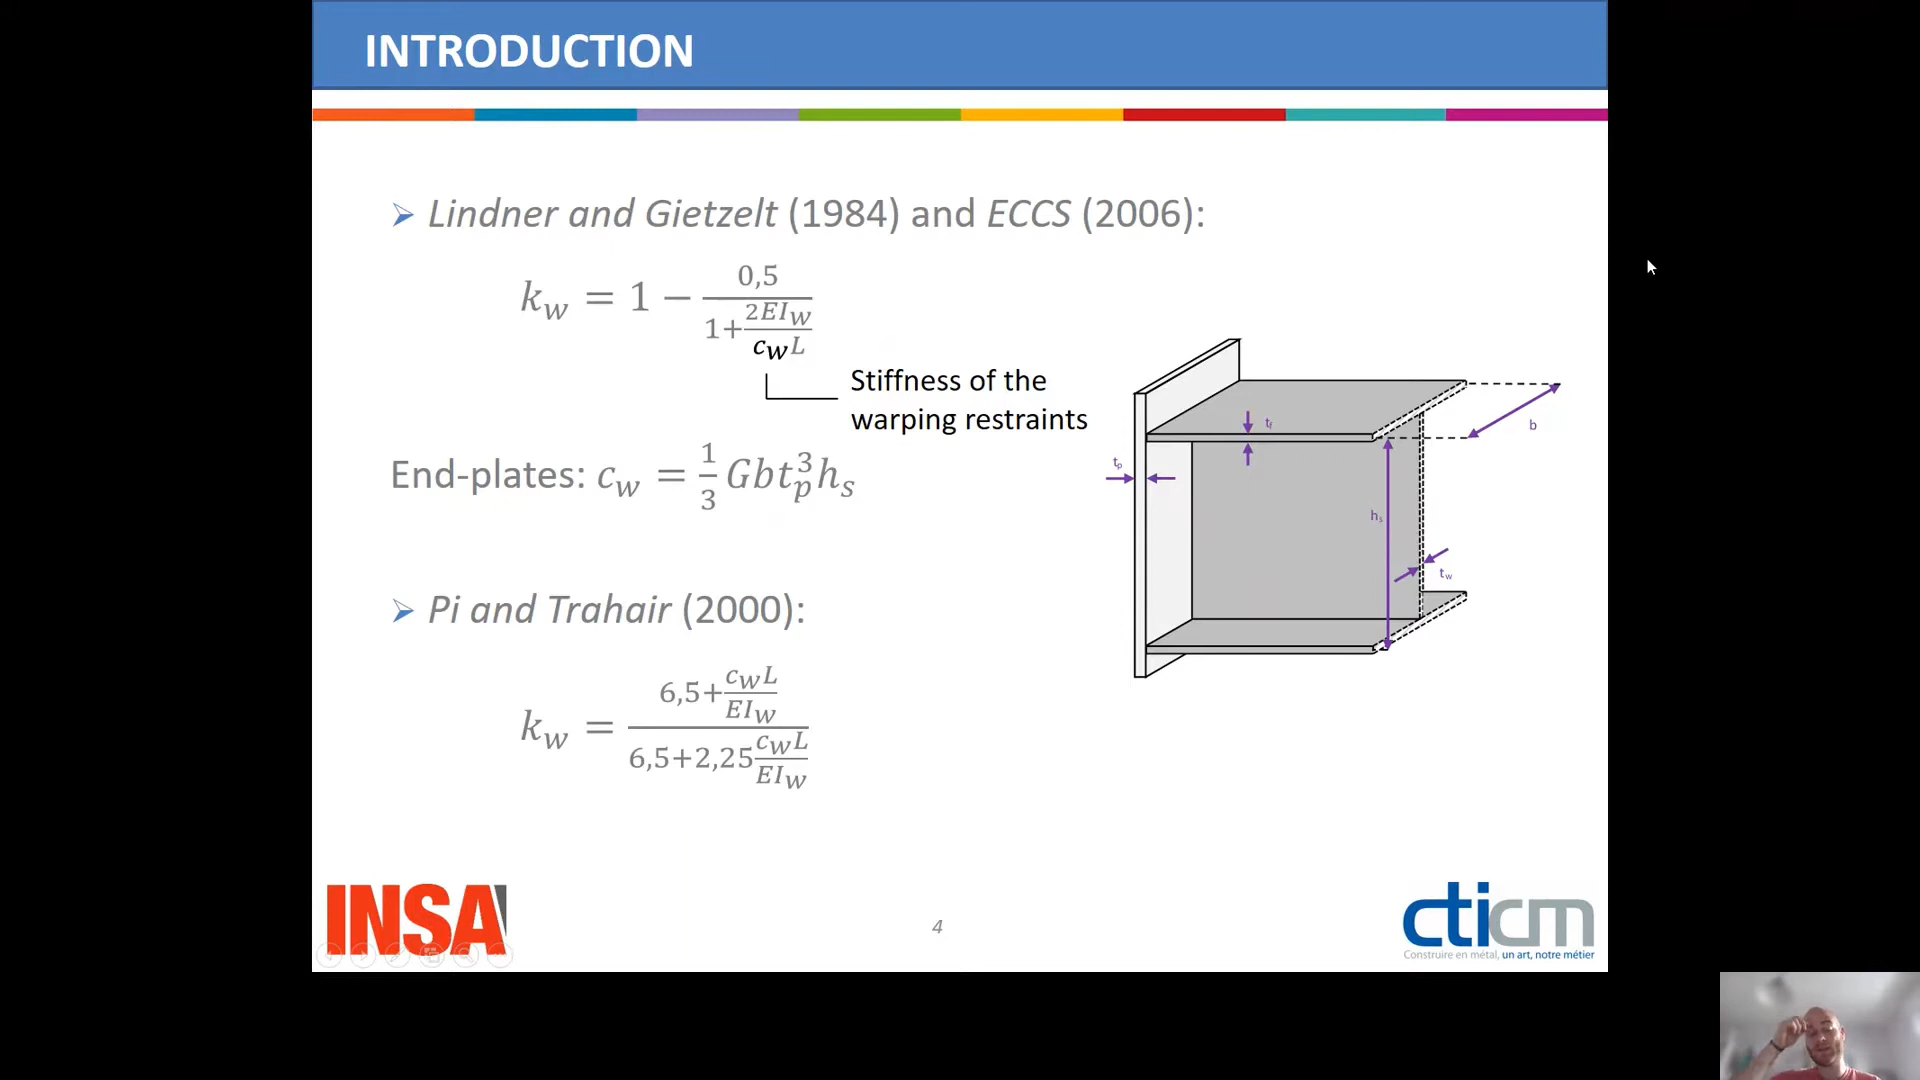 INTRODUCTION
Lindner and Gietzelt (1984) and ECCS (2006):
k_w = 1 − 0,5 / (1+ 2EI_w / c_w L)
Stiffness of the
warping restraints
End-plates: c_w = 1/3 Gbt_p^3 h_s
Pi and Trahair (2000):
k_w = (6,5+ c_w L / EI_w) / (6,5+2,25 c_w L / EI_w)
t_f
b
t_p
h_s
t_w
INSA
4
cticm
Construire en métal, un art, notre métier